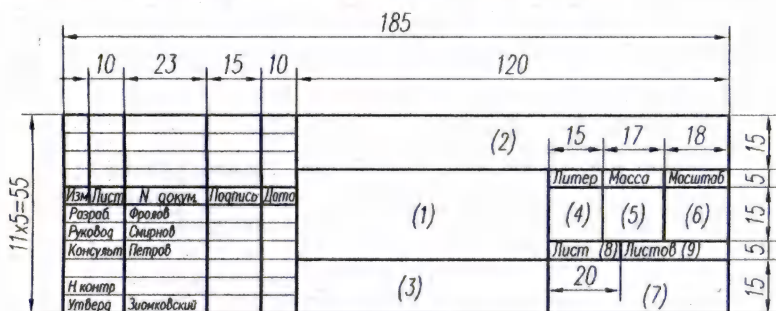 185
10 23 15 10 120
(2) 15 17 18 15
Литер Масса Масштаб 5
11х5=55
Изм Лист N докум. Подпись Дата
Разраб. Фролов
(1) (4) (5) (6) 15
Руковод Смирнов
Консульт Петров
Лист (8) Листов (9) 5
Н контр
(3) 20 (7) 15
Утверд Зиомковский